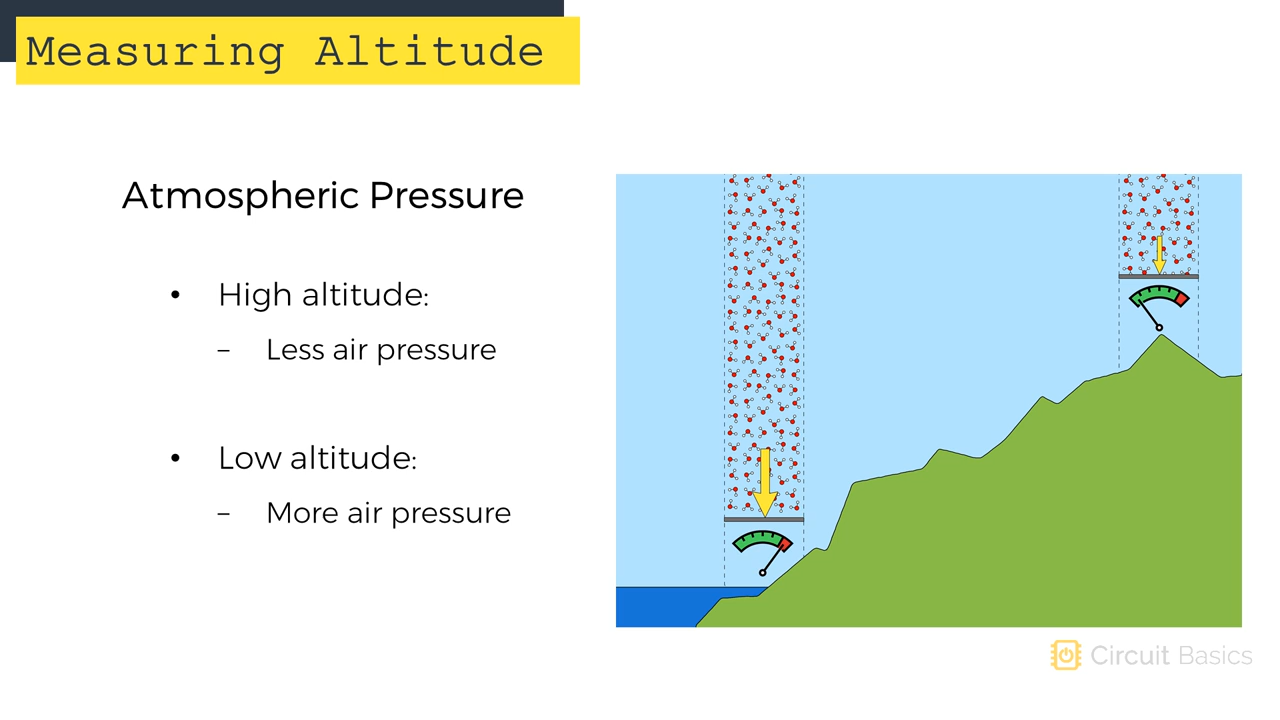 Measuring Altitude
Atmospheric Pressure
• High altitude:
– Less air pressure
• Low altitude:
– More air pressure
Circuit Basics